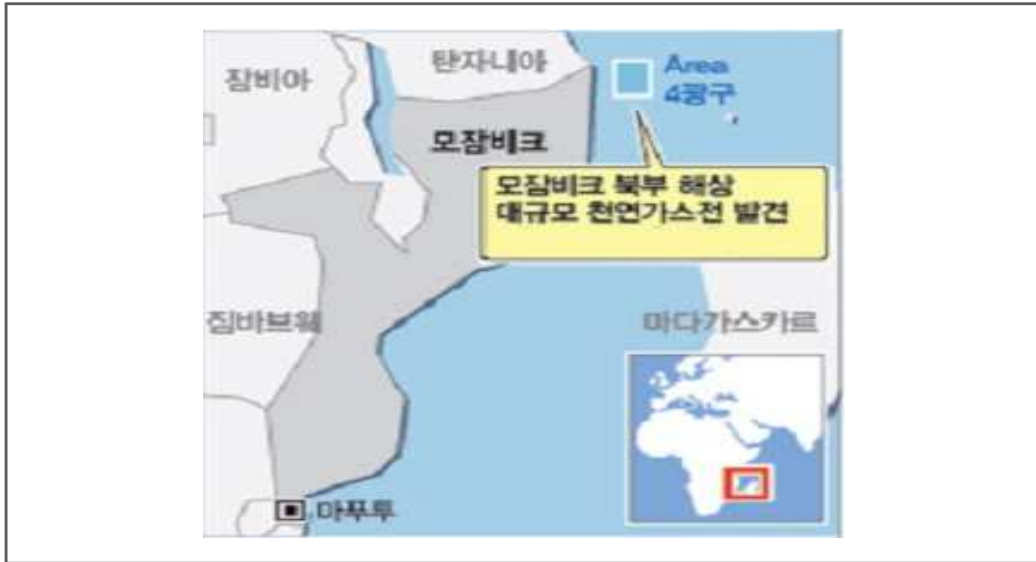 탄자니아
잠비아
Area
4광구
모잠비크
모잠비크 북부 해상
대규모 천연가스전 발견
짐바브웨
마다가스카르
마푸투